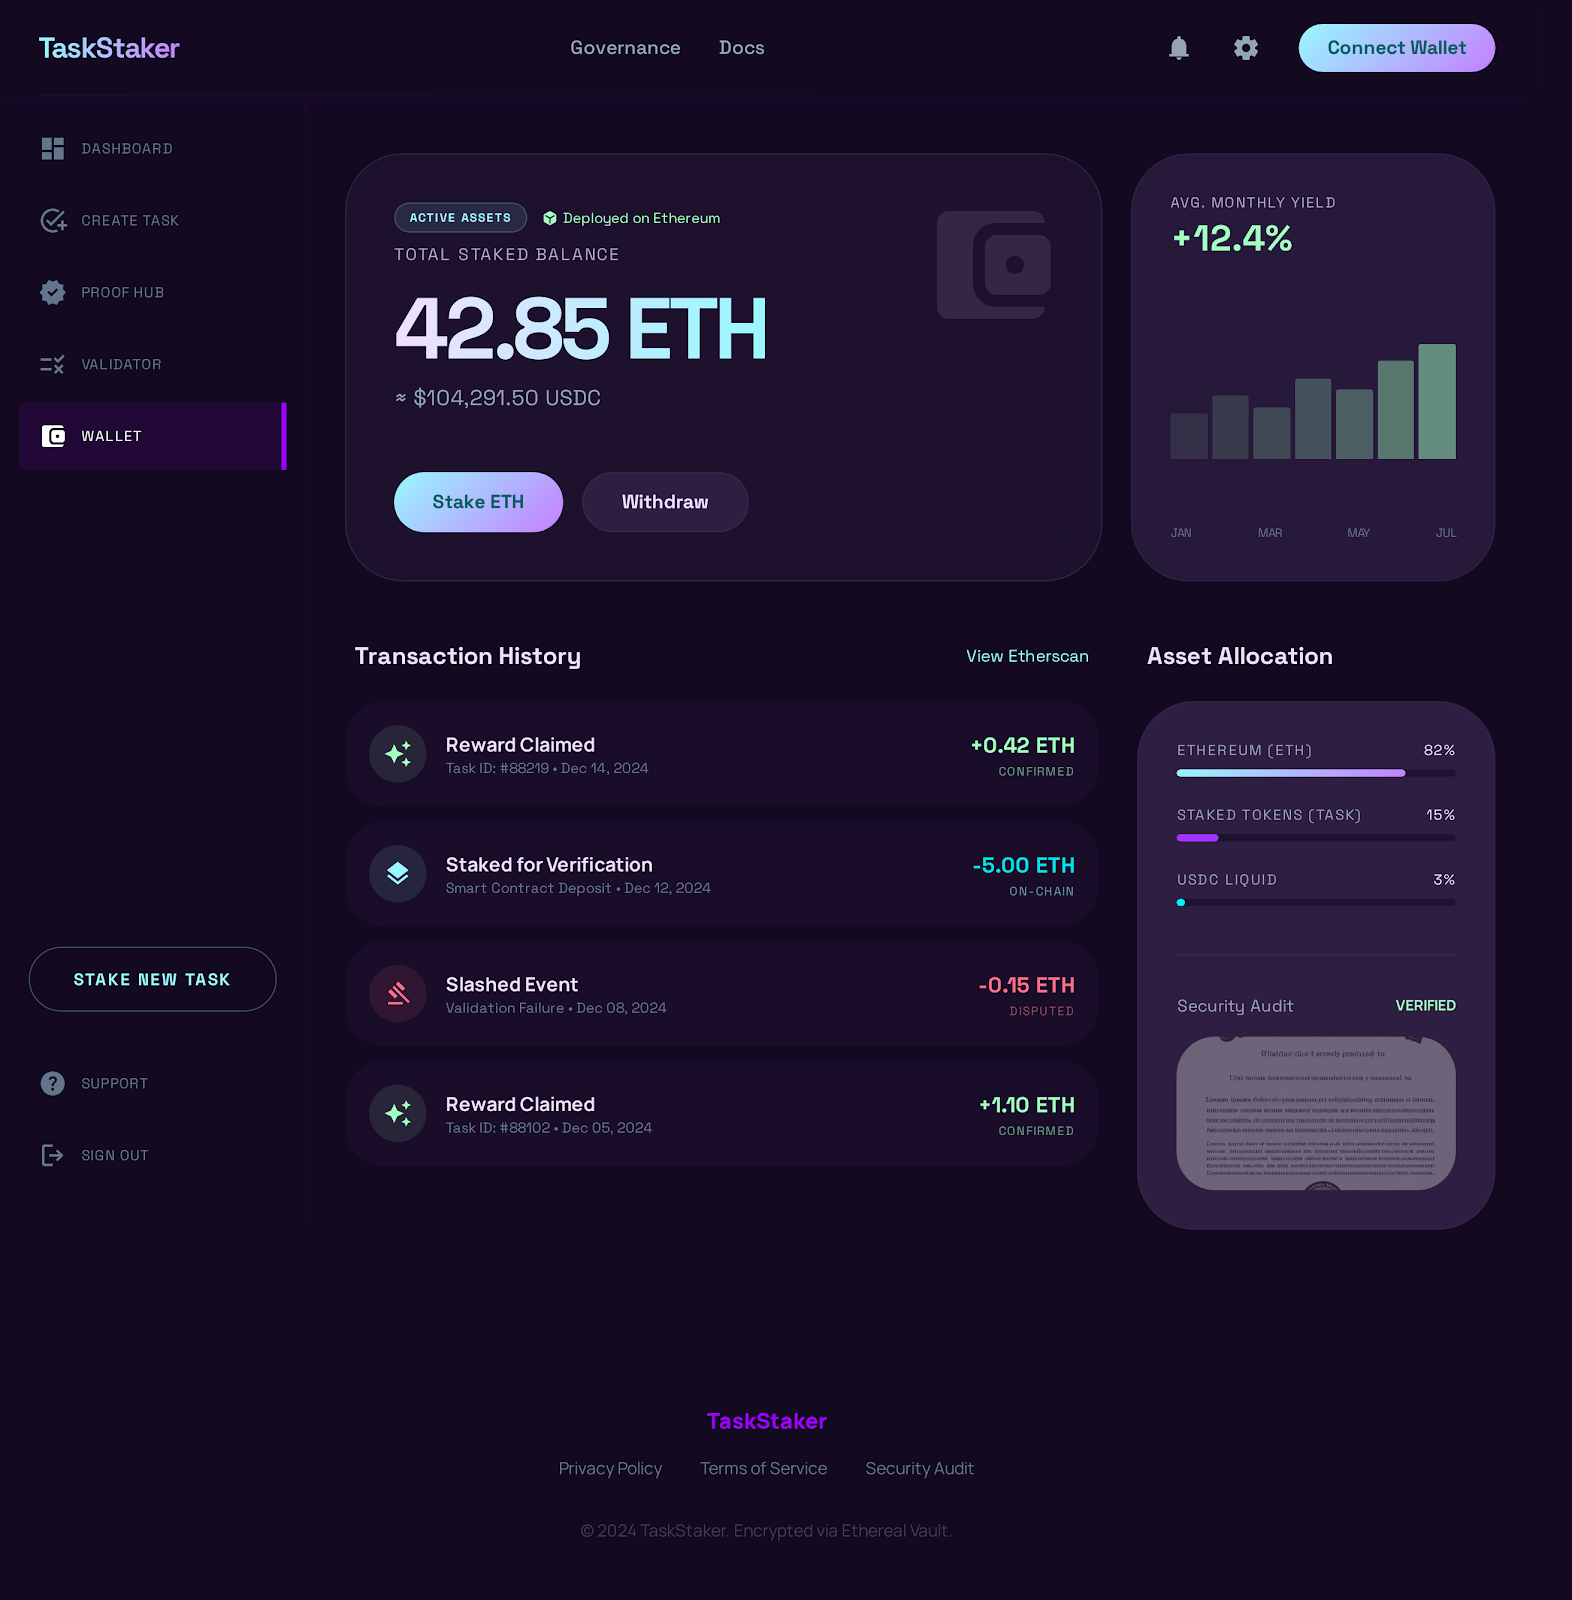 TaskStaker
Governance
Docs
Connect Wallet
DASHBOARD
CREATE TASK
PROOF HUB
VALIDATOR
WALLET
STAKE NEW TASK
SUPPORT
SIGN OUT
ACTIVE ASSETS
Deployed on Ethereum
TOTAL STAKED BALANCE
42.85 ETH
≈ $104,291.50 USDC
Stake ETH
Withdraw
AVG. MONTHLY YIELD
+12.4%
JAN
MAR
MAY
JUL
Transaction History
View Etherscan
Reward Claimed
Task ID: #88219 • Dec 14, 2024
+0.42 ETH
CONFIRMED
Staked for Verification
Smart Contract Deposit • Dec 12, 2024
-5.00 ETH
ON-CHAIN
Slashed Event
Validation Failure • Dec 08, 2024
-0.15 ETH
DISPUTED
Reward Claimed
Task ID: #88102 • Dec 05, 2024
+1.10 ETH
CONFIRMED
Asset Allocation
ETHEREUM (ETH)
82%
STAKED TOKENS (TASK)
15%
USDC LIQUID
3%
Security Audit
VERIFIED
TaskStaker
Privacy Policy
Terms of Service
Security Audit
© 2024 TaskStaker. Encrypted via Ethereal Vault.